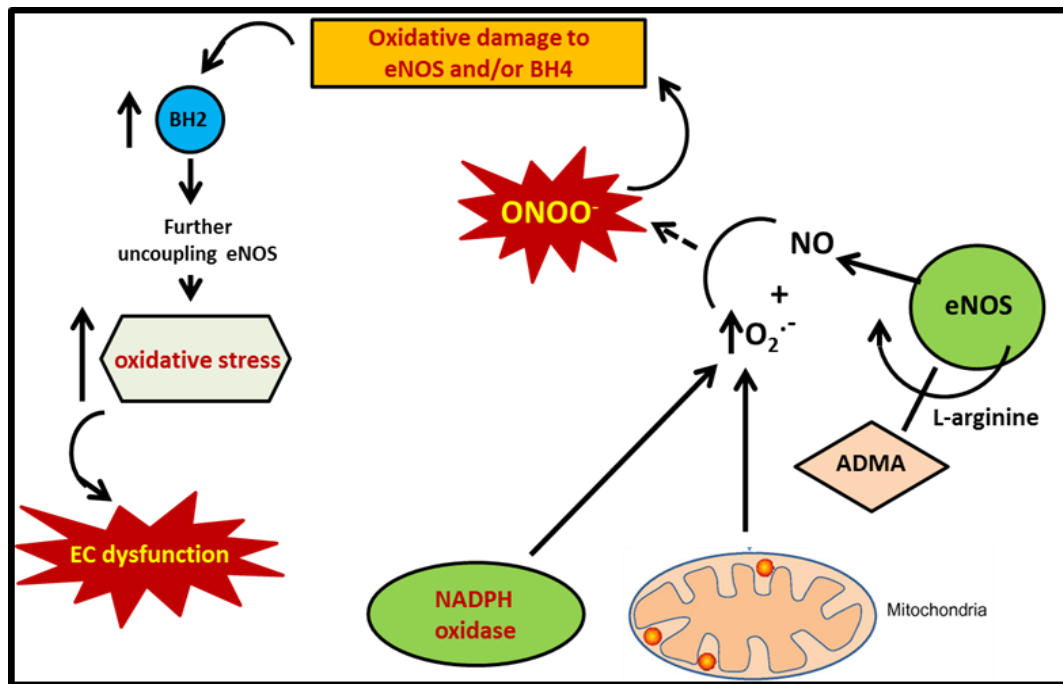 Oxidative damage to
eNOS and/or BH4
BH2
Further
uncoupling eNOS
oxidative stress
EC dysfunction
ONOO⁻
NO
+
O₂·⁻
eNOS
L-arginine
ADMA
NADPH
oxidase
Mitochondria